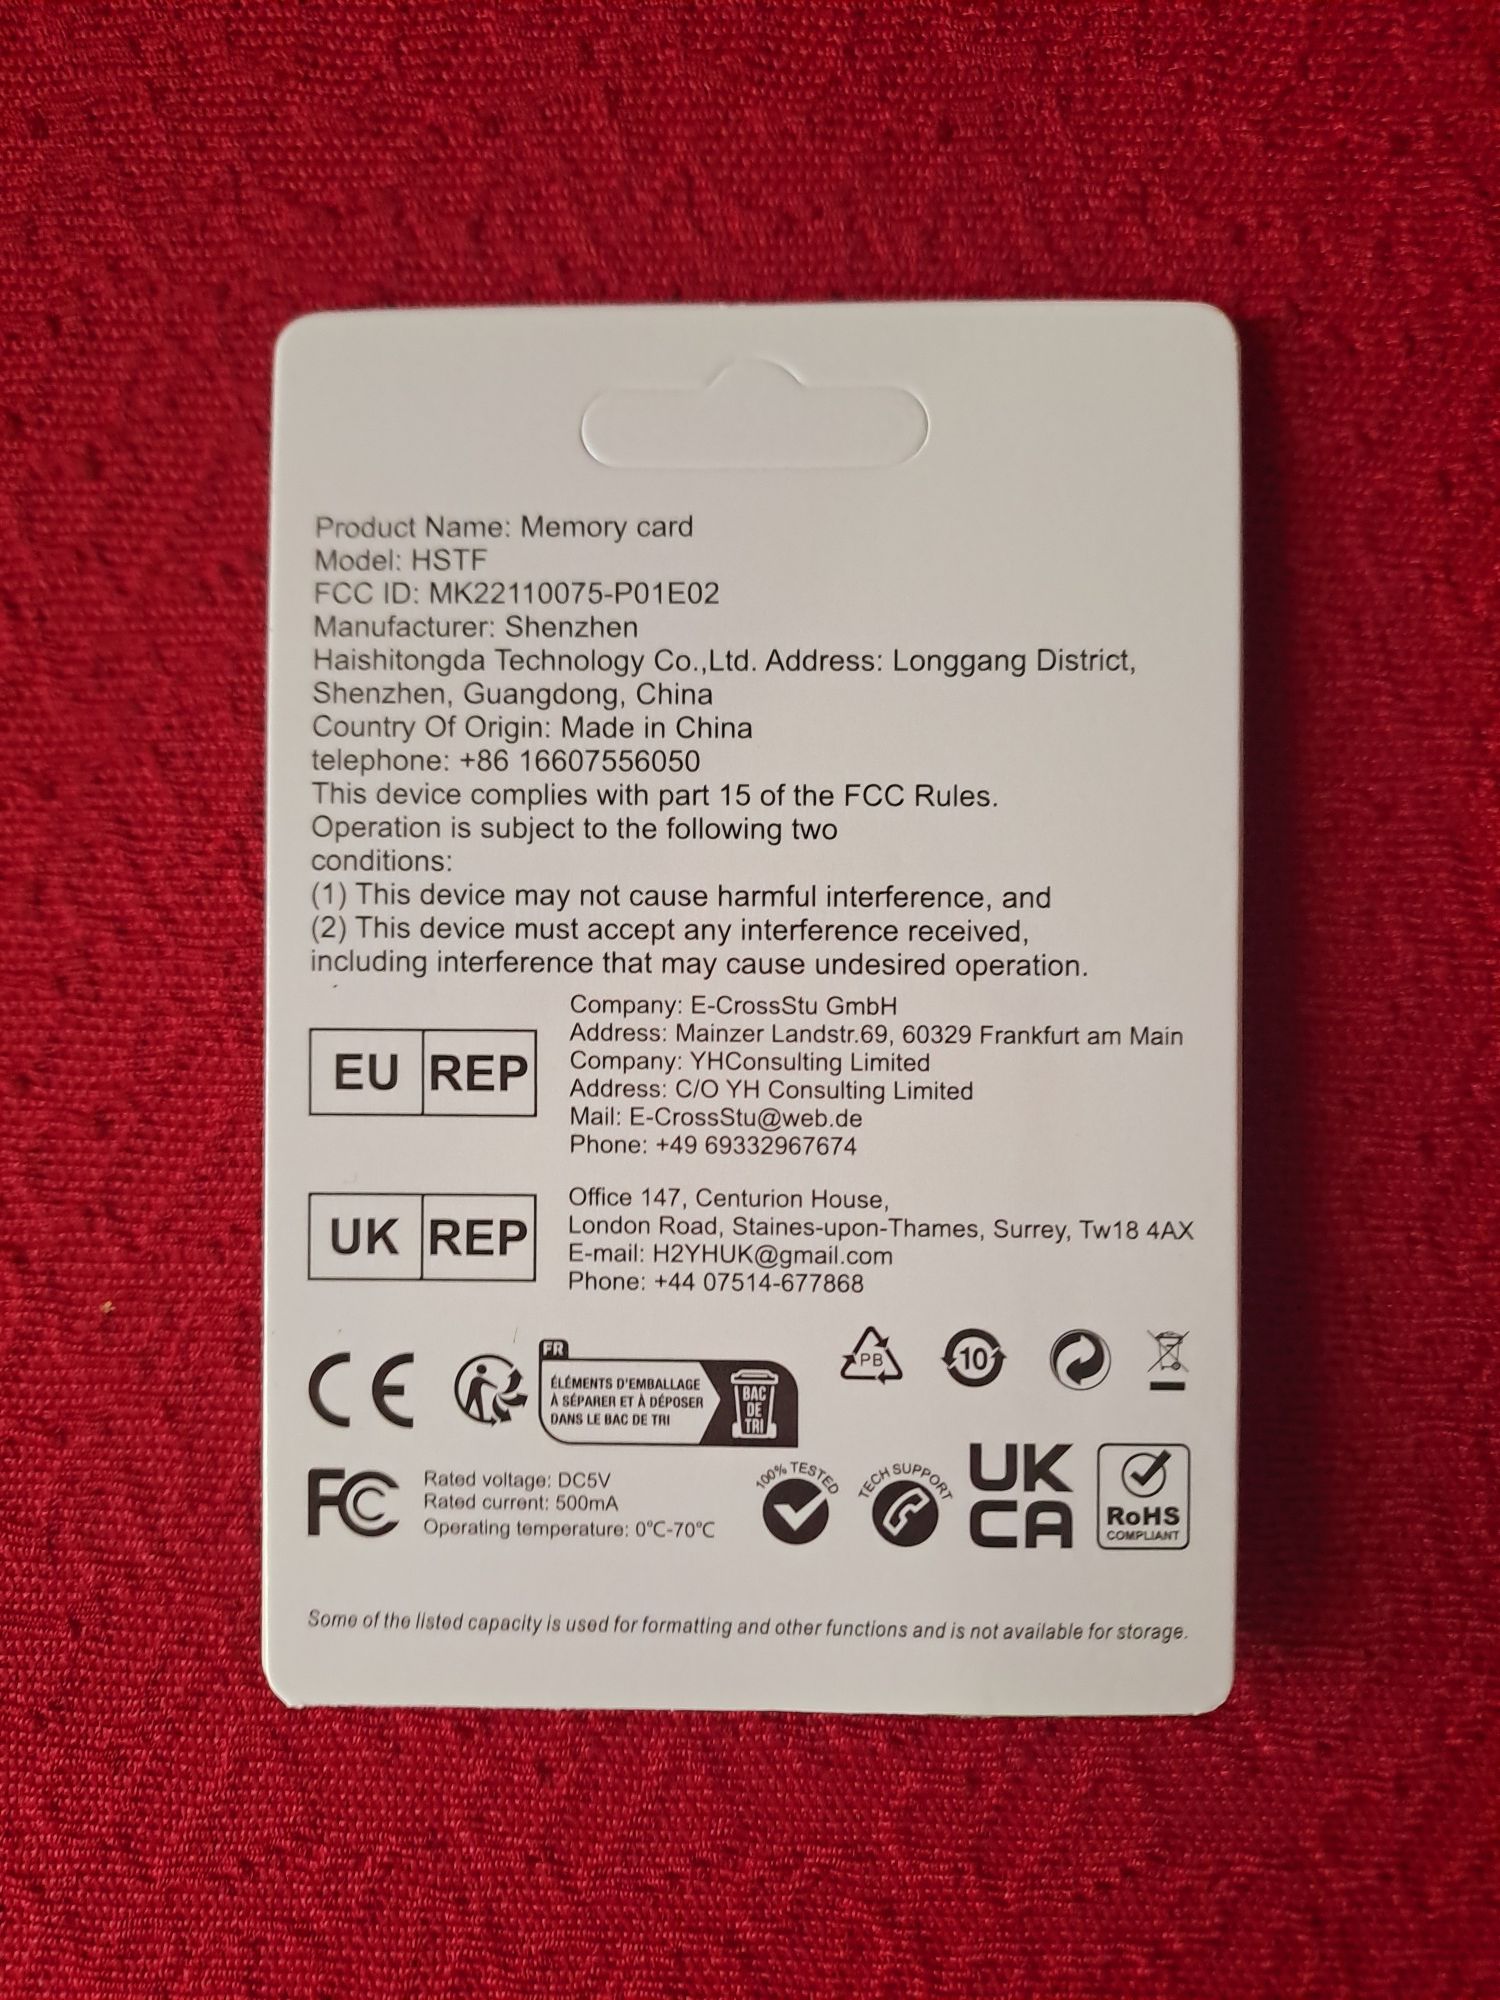 Product Name: Memory card
Model: HSTF
FCC ID: MK22110075-P01E02
Manufacturer: Shenzhen
Haishitongda Technology Co.,Ltd. Address: Longgang District,
Shenzhen, Guangdong, China
Country Of Origin: Made in China
telephone: +86 16607556050
This device complies with part 15 of the FCC Rules.
Operation is subject to the following two
conditions:
(1) This device may not cause harmful interference, and
(2) This device must accept any interference received,
including interference that may cause undesired operation.
EU REP
Company: E-CrossStu GmbH
Address: Mainzer Landstr.69, 60329 Frankfurt am Main
Company: YHConsulting Limited
Address: C/O YH Consulting Limited
Mail: E-CrossStu@web.de
Phone: +49 69332967674
UK REP
Office 147, Centurion House,
London Road, Staines-upon-Thames, Surrey, Tw18 4AX
E-mail: H2YHUK@gmail.com
Phone: +44 07514-677868
CE
FR
ÉLÉMENTS D'EMBALLAGE
À SÉPARER ET À DÉPOSER
DANS LE BAC DE TRI
BAC
DE
TRI
PB
10
FC
Rated voltage: DC5V
Rated current: 500mA
Operating temperature: 0°C-70°C
100% TESTED
TECH SUPPORT
UK
CA
RoHS
COMPLIANT
Some of the listed capacity is used for formatting and other functions and is not available for storage.